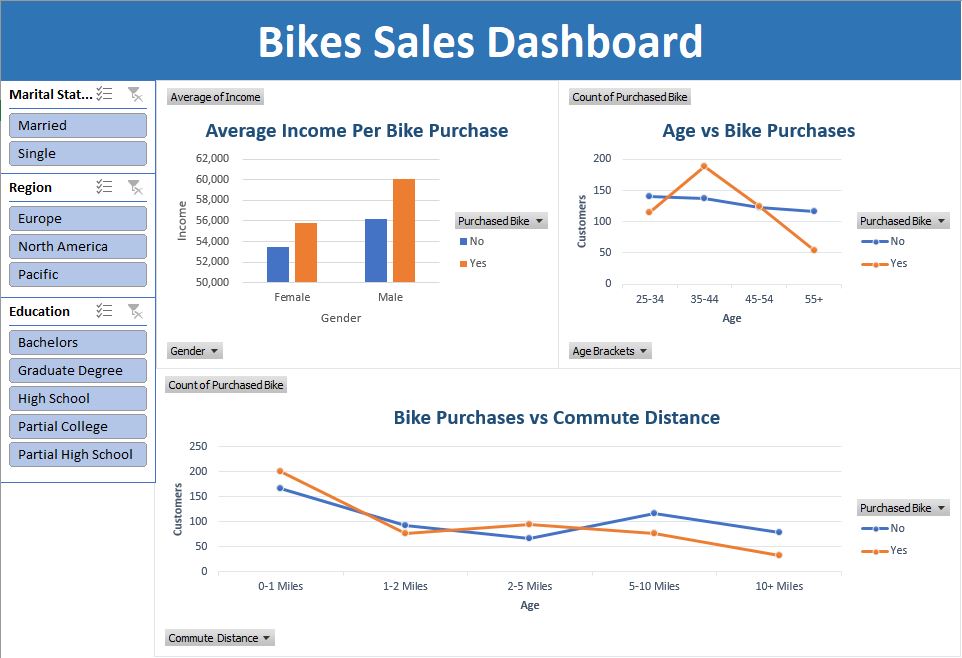 Bikes Sales Dashboard
Marital Stat...
Married
Single
Region
Europe
North America
Pacific
Education
Bachelors
Graduate Degree
High School
Partial College
Partial High School
Average of Income
Average Income Per Bike Purchase
62,000
60,000
58,000
56,000
54,000
52,000
50,000
Income
Female
Male
Gender
Purchased Bike
No
Yes
Gender
Count of Purchased Bike
Age vs Bike Purchases
200
150
100
50
0
Customers
25-34
35-44
45-54
55+
Age
Purchased Bike
No
Yes
Age Brackets
Count of Purchased Bike
Bike Purchases vs Commute Distance
250
200
150
100
50
0
Customers
0-1 Miles
1-2 Miles
2-5 Miles
5-10 Miles
10+ Miles
Age
Purchased Bike
No
Yes
Commute Distance